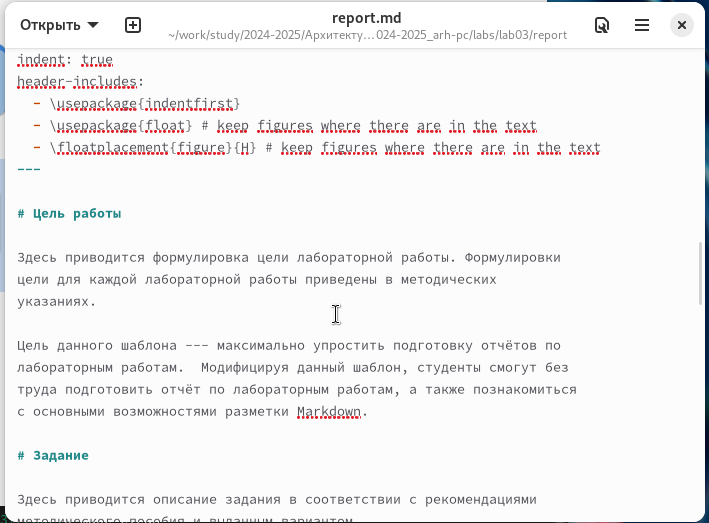 Открыть
report.md
~/work/study/2024-2025/Архитекту…024-2025_arh-pc/labs/lab03/report
indent: true
header-includes:
  - \usepackage{indentfirst}
  - \usepackage{float} # keep figures where there are in the text
  - \floatplacement{figure}{H} # keep figures where there are in the text
---
# Цель работы
Здесь приводится формулировка цели лабораторной работы. Формулировки
цели для каждой лабораторной работы приведены в методических
указаниях.
Цель данного шаблона --- максимально упростить подготовку отчётов по
лабораторным работам.  Модифицируя данный шаблон, студенты смогут без
труда подготовить отчёт по лабораторным работам, а также познакомиться
с основными возможностями разметки Markdown.
# Задание
Здесь приводится описание задания в соответствии с рекомендациями
методического пособия и выданным вариантом.